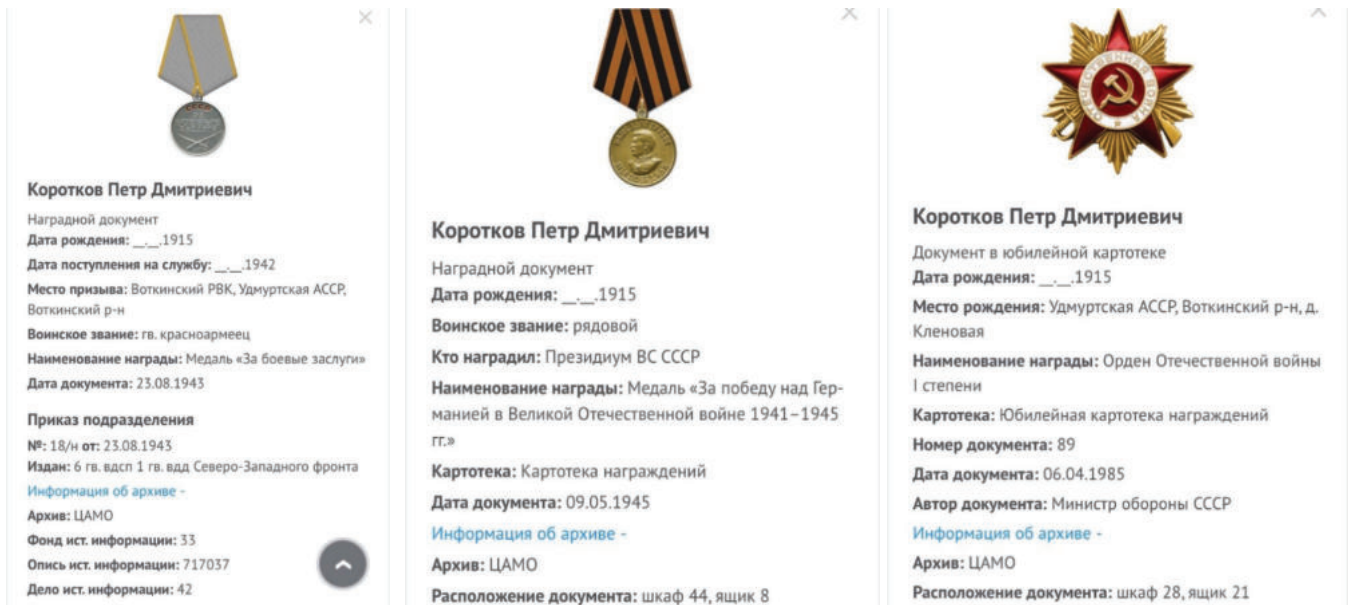 Коротков Петр Дмитриевич
Наградной документ
Дата рождения: __.__.1915
Дата поступления на службу: __.__.1942
Место призыва: Воткинский РВК, Удмуртская АССР,
Воткинский р-н
Воинское звание: гв. красноармеец
Наименование награды: Медаль «За боевые заслуги»
Дата документа: 23.08.1943
Приказ подразделения
№: 18/н от: 23.08.1943
Издан: 6 гв. вдсп 1 гв. вдд Северо-Западного фронта
Информация об архиве -
Архив: ЦАМО
Фонд ист. информации: 33
Опись ист. информации: 717037
Дело ист. информации: 42
Коротков Петр Дмитриевич
Наградной документ
Дата рождения: __.__.1915
Воинское звание: рядовой
Кто наградил: Президиум ВС СССР
Наименование награды: Медаль «За победу над Гер-
манией в Великой Отечественной войне 1941–1945
гг.»
Картотека: Картотека награждений
Дата документа: 09.05.1945
Информация об архиве -
Архив: ЦАМО
Расположение документа: шкаф 44, ящик 8
ОТЕЧЕСТВЕННАЯ ВОЙНА
Коротков Петр Дмитриевич
Документ в юбилейной картотеке
Дата рождения: __.__.1915
Место рождения: Удмуртская АССР, Воткинский р-н, д.
Кленовая
Наименование награды: Орден Отечественной войны
I степени
Картотека: Юбилейная картотека награждений
Номер документа: 89
Дата документа: 06.04.1985
Автор документа: Министр обороны СССР
Информация об архиве -
Архив: ЦАМО
Расположение документа: шкаф 28, ящик 21